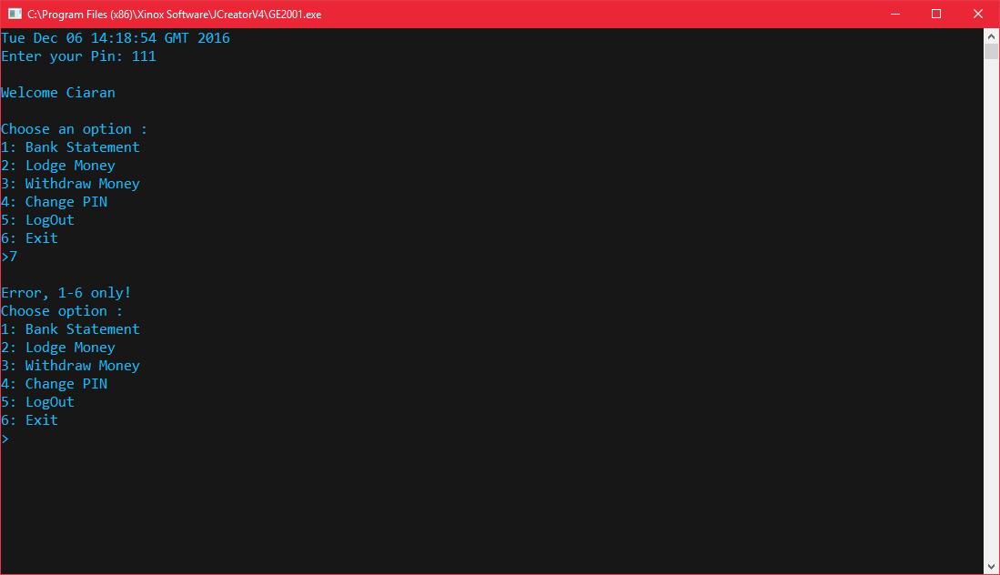 C:\Program Files (x86)\Xinox Software\JCreatorV4\GE2001.exe
Tue Dec 06 14:18:54 GMT 2016
Enter your Pin: 111
Welcome Ciaran
Choose an option :
1: Bank Statement
2: Lodge Money
3: Withdraw Money
4: Change PIN
5: LogOut
6: Exit
>7
Error, 1-6 only!
Choose option :
1: Bank Statement
2: Lodge Money
3: Withdraw Money
4: Change PIN
5: LogOut
6: Exit
>